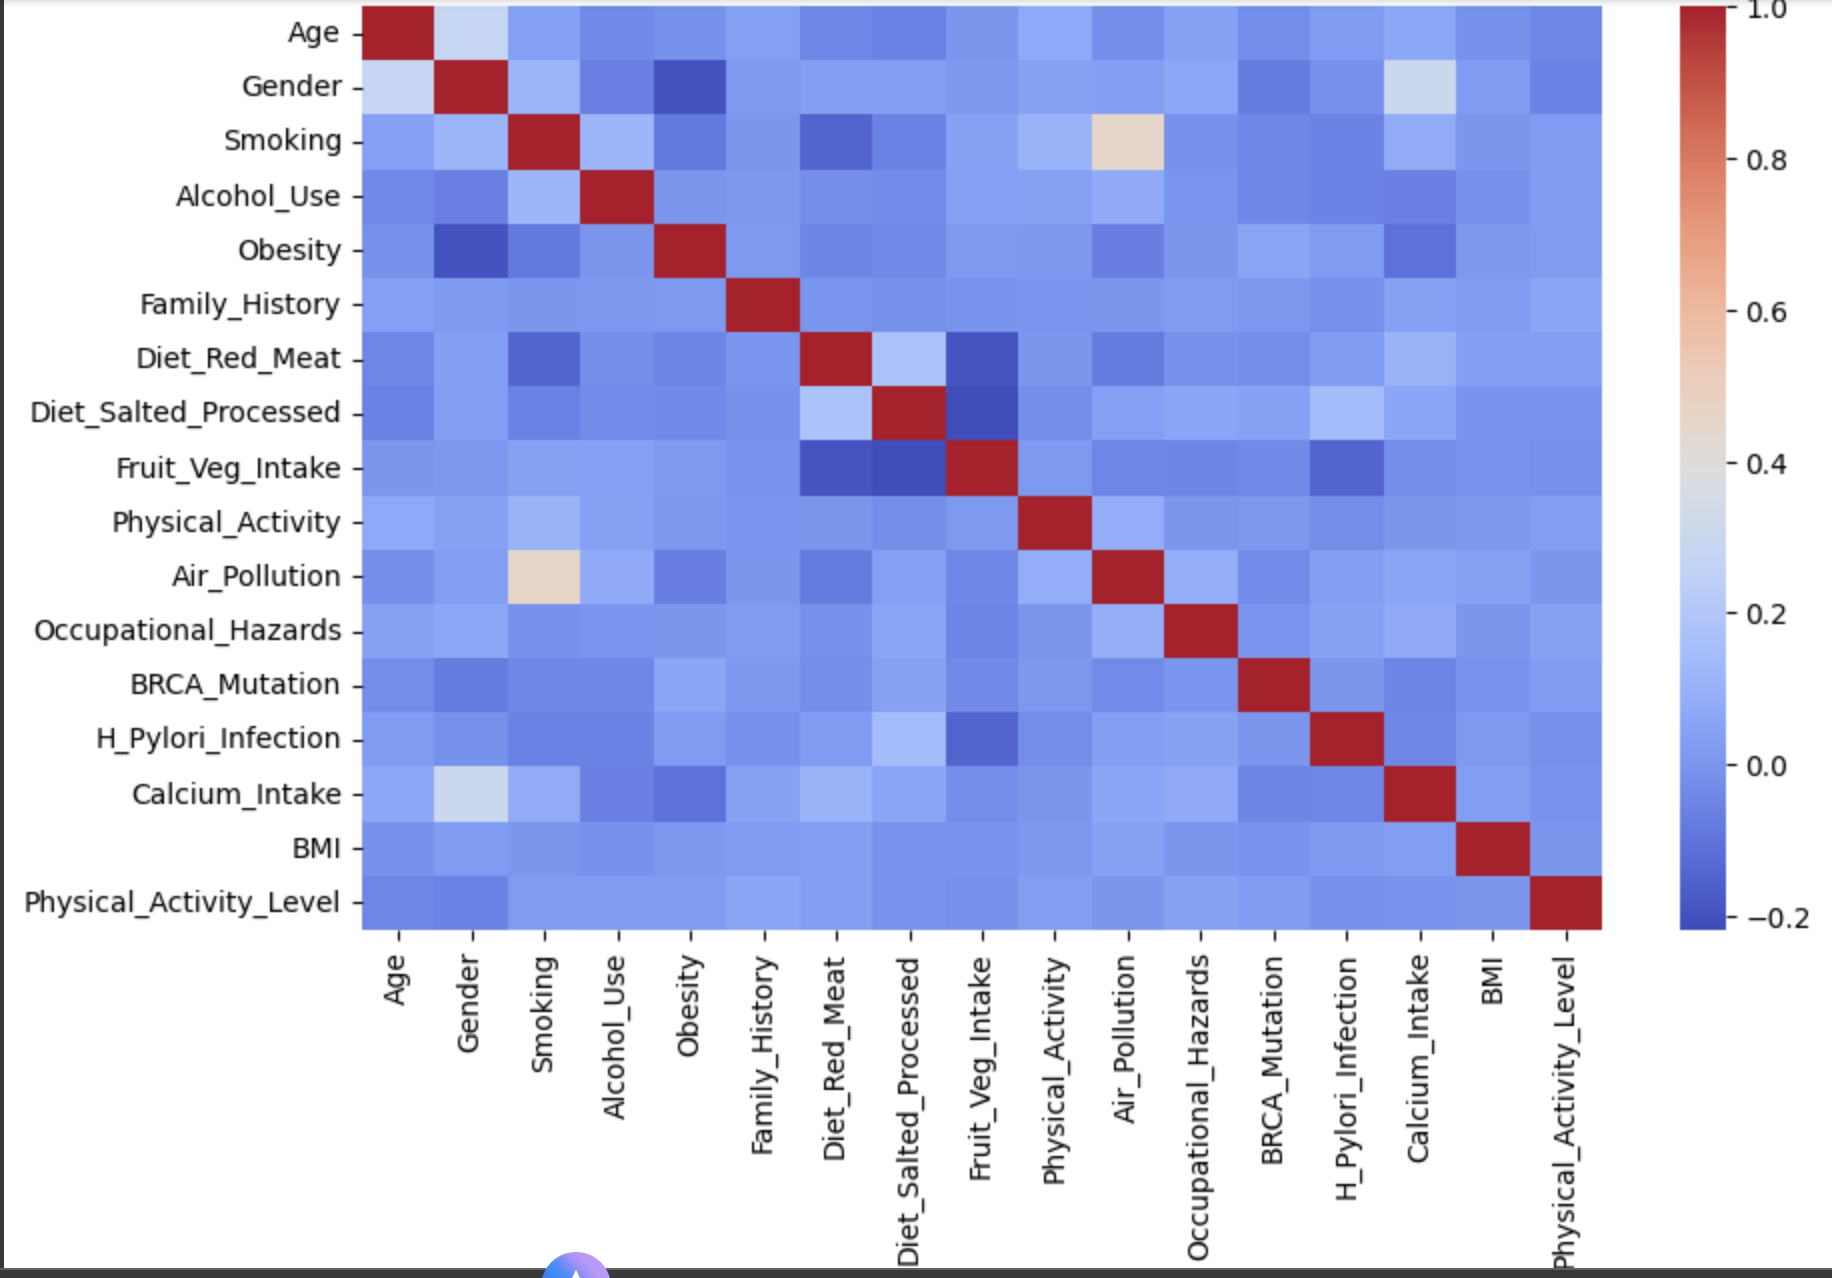 Age
Gender
Smoking
Alcohol_Use
Obesity
Family_History
Diet_Red_Meat
Diet_Salted_Processed
Fruit_Veg_Intake
Physical_Activity
Air_Pollution
Occupational_Hazards
BRCA_Mutation
H_Pylori_Infection
Calcium_Intake
BMI
Physical_Activity_Level
1.0
0.8
0.6
0.4
0.2
0.0
−0.2
Age
Gender
Smoking
Alcohol_Use
Obesity
Family_History
Diet_Red_Meat
Diet_Salted_Processed
Fruit_Veg_Intake
Physical_Activity
Air_Pollution
Occupational_Hazards
BRCA_Mutation
H_Pylori_Infection
Calcium_Intake
BMI
Physical_Activity_Level